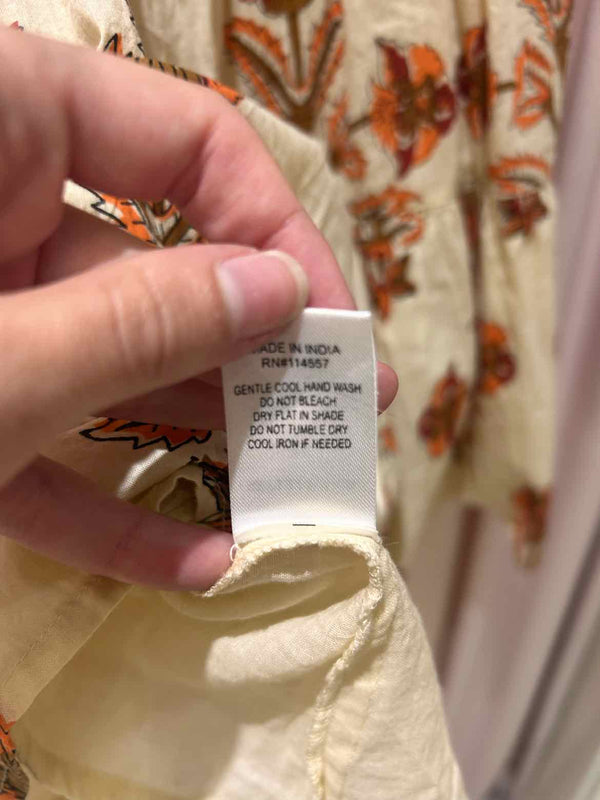 ADE IN INDIA
RN#114557
GENTLE COOL HAND WASH
DO NOT BLEACH
DRY FLAT IN SHADE
DO NOT TUMBLE DRY
COOL IRON IF NEEDED